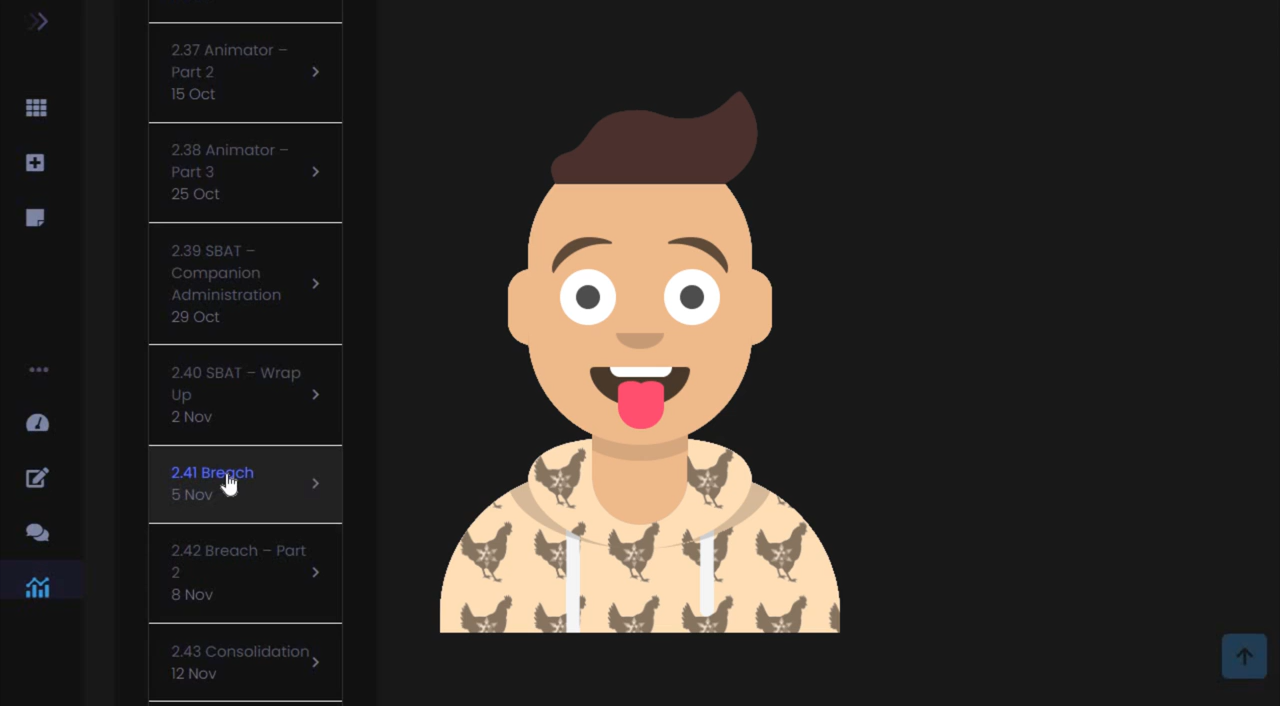 2.37 Animator –
Part 2
15 Oct
2.38 Animator –
Part 3
25 Oct
2.39 SBAT –
Companion
Administration
29 Oct
2.40 SBAT – Wrap
Up
2 Nov
2.41 Breach
5 Nov
2.42 Breach – Part
2
8 Nov
2.43 Consolidation
12 Nov